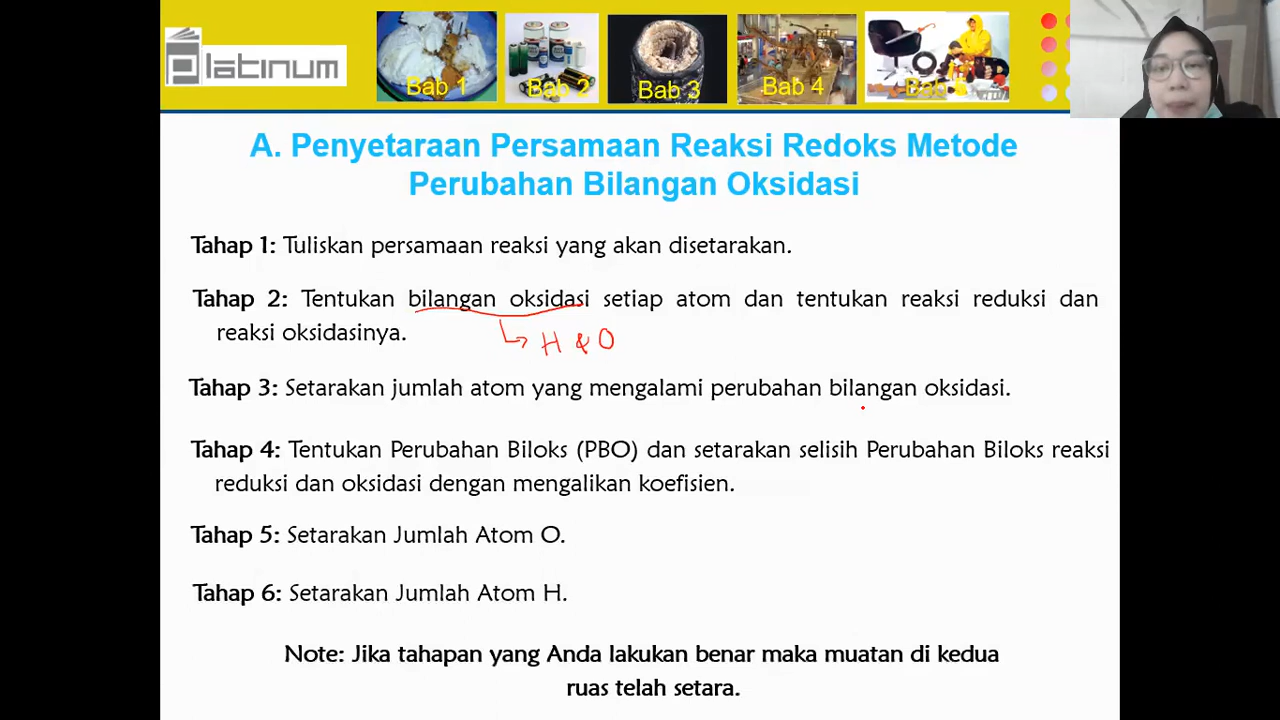 Platinum
Bab 1
Bab 2
Bab 3
Bab 4
A. Penyetaraan Persamaan Reaksi Redoks Metode
Perubahan Bilangan Oksidasi
Tahap 1: Tuliskan persamaan reaksi yang akan disetarakan.
Tahap 2: Tentukan bilangan oksidasi setiap atom dan tentukan reaksi reduksi dan
reaksi oksidasinya.
H & O
Tahap 3: Setarakan jumlah atom yang mengalami perubahan bilangan oksidasi.
Tahap 4: Tentukan Perubahan Biloks (PBO) dan setarakan selisih Perubahan Biloks reaksi
reduksi dan oksidasi dengan mengalikan koefisien.
Tahap 5: Setarakan Jumlah Atom O.
Tahap 6: Setarakan Jumlah Atom H.
Note: Jika tahapan yang Anda lakukan benar maka muatan di kedua
ruas telah setara.